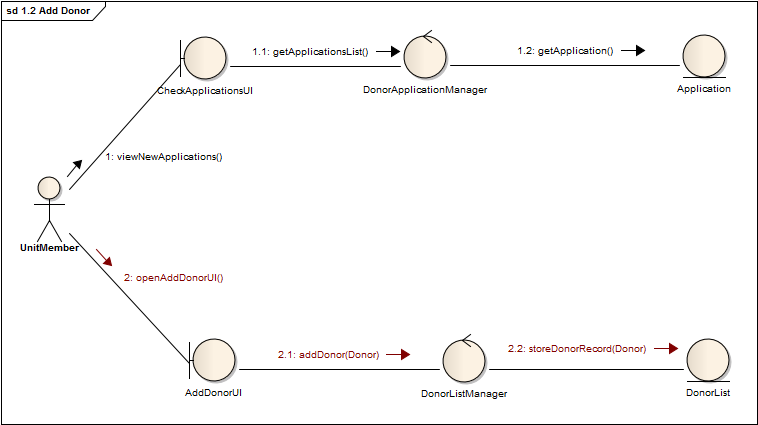 sd 1.2 Add Donor
1.1: getApplicationsList()
1.2: getApplication()
CheckApplicationsUI
DonorApplicationManager
Application
1: viewNewApplications()
UnitMember
2: openAddDonorUI()
2.1: addDonor(Donor)
2.2: storeDonorRecord(Donor)
AddDonorUI
DonorListManager
DonorList